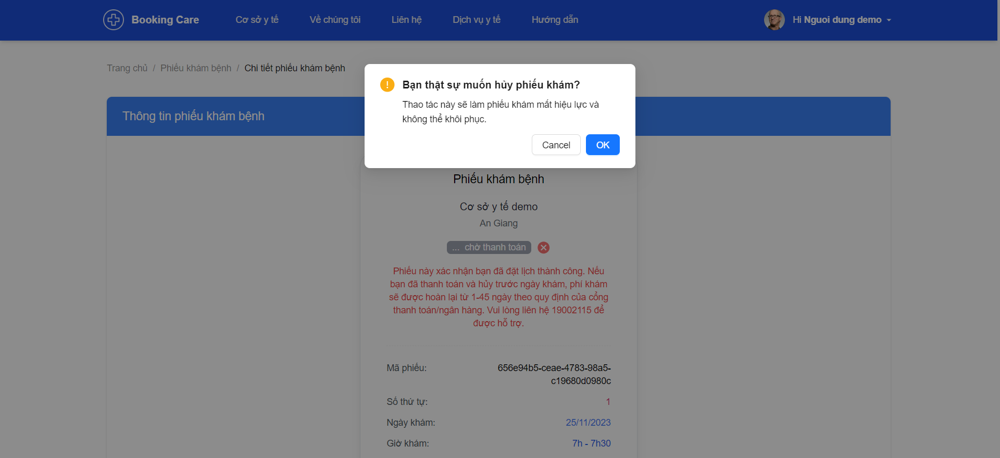 Booking Care
Cơ sở y tế
Về chúng tôi
Liên hệ
Dịch vụ y tế
Hướng dẫn
Hi Nguoi dung demo
Trang chủ / Phiếu khám bệnh / Chi tiết phiếu khám bệnh
Bạn thật sự muốn hủy phiếu khám?
Thao tác này sẽ làm phiếu khám mất hiệu lực và
không thể khôi phục.
Cancel
OK
Thông tin phiếu khám bệnh
Phiếu khám bệnh
Cơ sở y tế demo
An Giang
... chờ thanh toán
Phiếu này xác nhận bạn đã đặt lịch thành công. Nếu
bạn đã thanh toán và hủy trước ngày khám, phí khám
sẽ được hoàn lại từ 1-45 ngày theo quy định của cổng
thanh toán/ngân hàng. Vui lòng liên hệ 19002115 để
được hỗ trợ.
Mã phiếu: 656e94b5-ceae-4783-98a5-
c19680d0980c
Số thứ tự: 1
Ngày khám: 25/11/2023
Giờ khám: 7h - 7h30